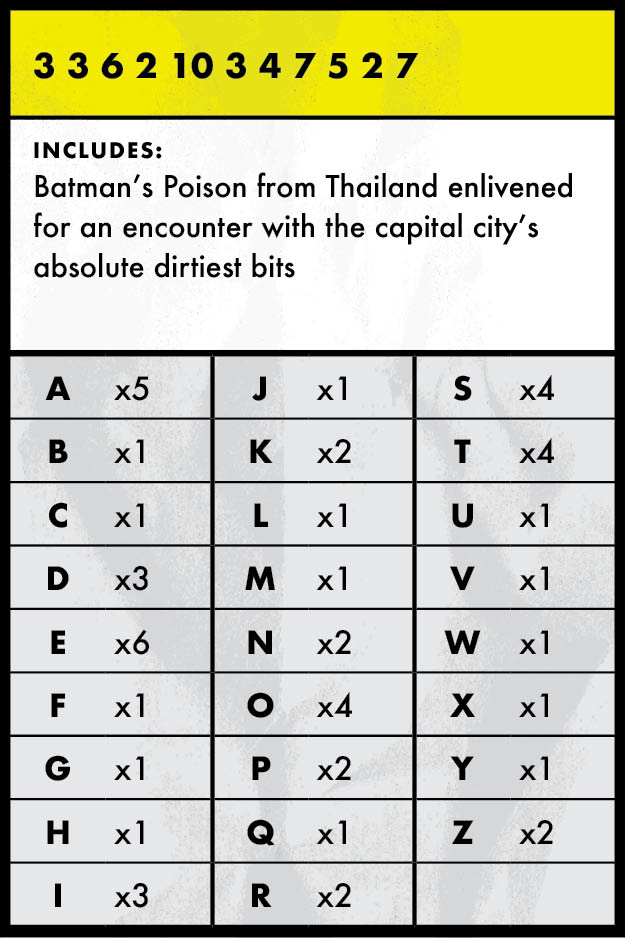 3 3 6 2 10 3 4 7 5 2 7
INCLUDES:
Batman's Poison from Thailand enlivened
for an encounter with the capital city's
absolute dirtiest bits
A x5 J x1 S x4
B x1 K x2 T x4
C x1 L x1 U x1
D x3 M x1 V x1
E x6 N x2 W x1
F x1 O x4 X x1
G x1 P x2 Y x1
H x1 Q x1 Z x2
I x3 R x2